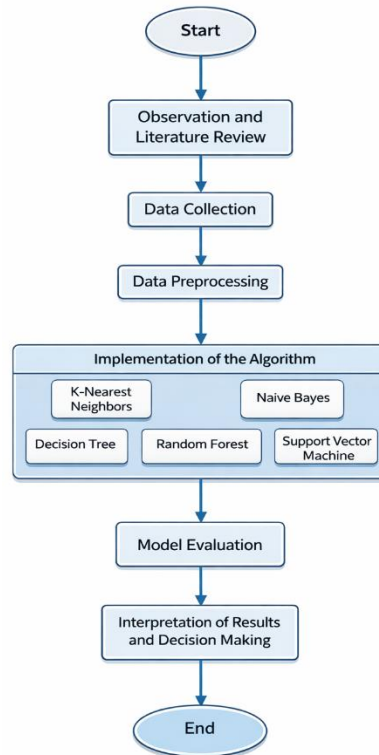 Start
Observation and
Literature Review
Data Collection
Data Preprocessing
Implementation of the Algorithm
K-Nearest
Neighbors
Naive Bayes
Decision Tree
Random Forest
Support Vector
Machine
Model Evaluation
Interpretation of Results
and Decision Making
End